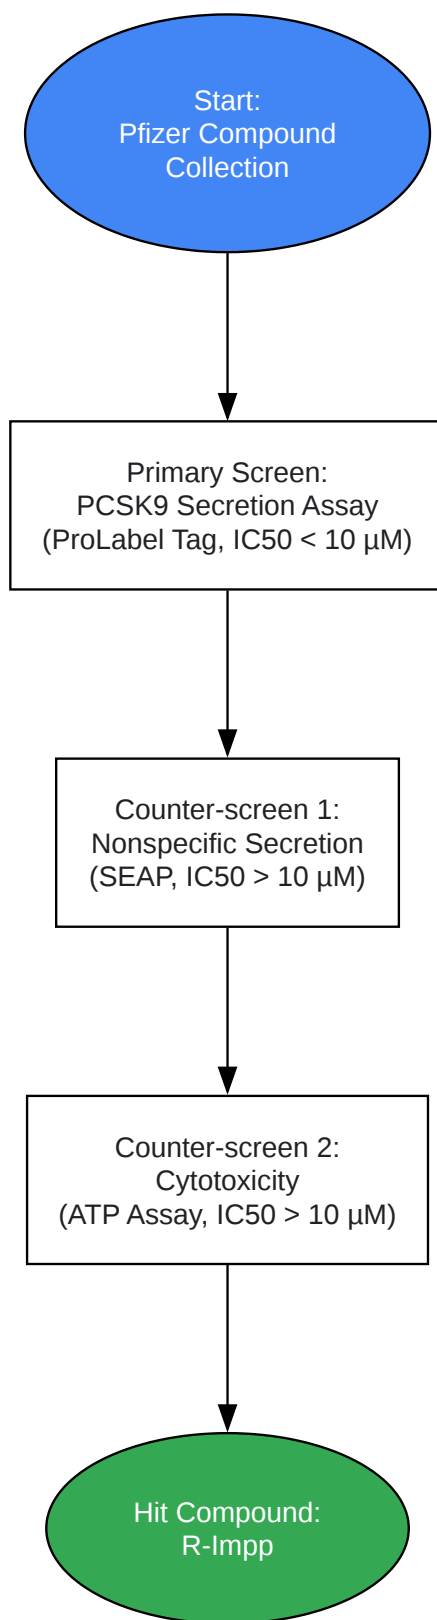 Start:
Pfizer Compound
Collection
Primary Screen:
PCSK9 Secretion Assay
(ProLabel Tag, IC50 < 10 µM)
Counter-screen 1:
Nonspecific Secretion
(SEAP, IC50 > 10 µM)
Counter-screen 2:
Cytotoxicity
(ATP Assay, IC50 > 10 µM)
Hit Compound:
R-Impp